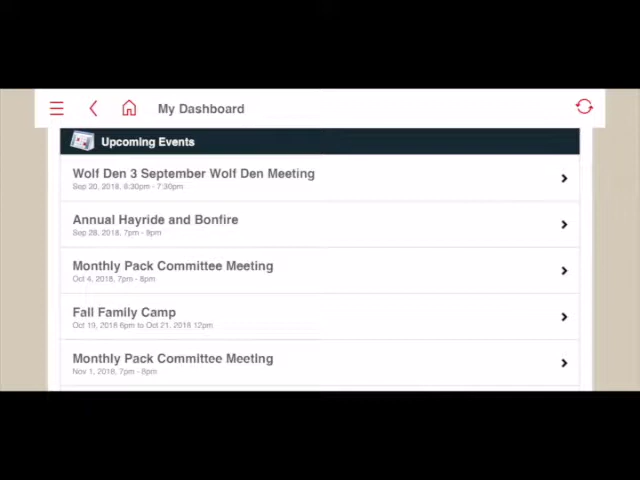 My Dashboard
Upcoming Events
Wolf Den 3 September Wolf Den Meeting
Sep 20, 2018, 6:30pm - 7:30pm
Annual Hayride and Bonfire
Sep 28, 2018, 7pm - 9pm
Monthly Pack Committee Meeting
Oct 4, 2018, 7pm - 8pm
Fall Family Camp
Oct 19, 2018 6pm to Oct 21, 2018 12pm
Monthly Pack Committee Meeting
Nov 1, 2018, 7pm - 8pm